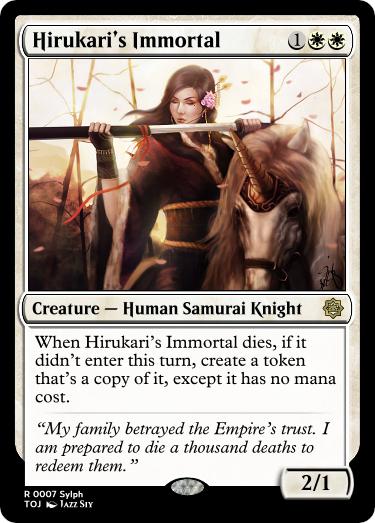 Hirukari's Immortal 1
Creature — Human Samurai Knight
When Hirukari's Immortal dies, if it
didn't enter this turn, create a token
that's a copy of it, except it has no mana
cost.
"My family betrayed the Empire's trust. I
am prepared to die a thousand deaths to
redeem them."
2/1
R 0007 Sylph
TOJ Jazz Siy